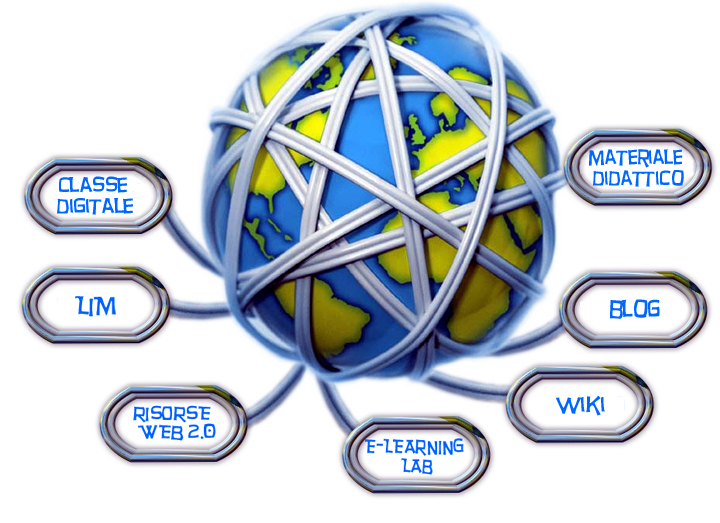 CLASSE
DIGITALE
MATERIALE
DIDATTICO
LIM
BLOG
RISORSE
WEB 2.0
WIKI
E-LEARNING
LAB